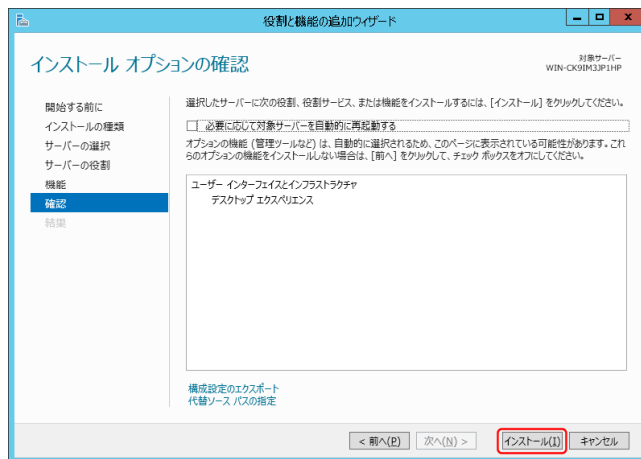 役割と機能の追加ウィザード
インストール オプションの確認
対象サーバー
WIN-CK9IM3JP1HP
開始する前に
インストールの種類
サーバーの選択
サーバーの役割
機能
確認
結果
選択したサーバーに次の役割、役割サービス、または機能をインストールするには、[インストール] をクリックしてください。
必要に応じて対象サーバーを自動的に再起動する
オプションの機能 (管理ツールなど) は、自動的に選択されるため、このページに表示されている可能性があります。これ
らのオプションの機能をインストールしない場合は、[前へ] をクリックして、チェック ボックスをオフにしてください。
ユーザー インターフェイスとインフラストラクチャ
デスクトップ エクスペリエンス
構成設定のエクスポート
代替ソース パスの指定
< 前へ(P) 次へ(N) > インストール(I) キャンセル